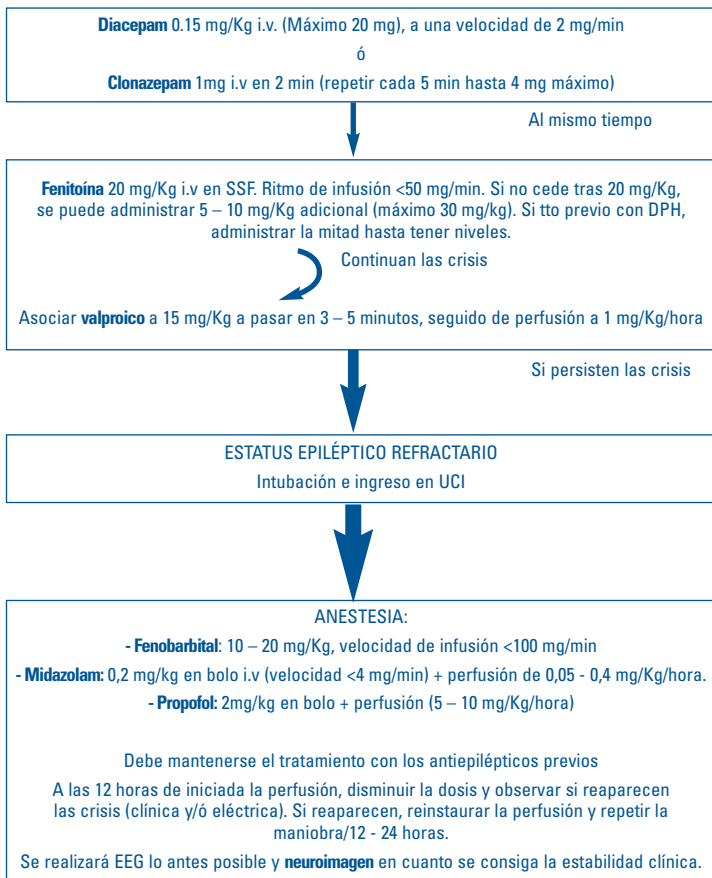 Diacepam 0.15 mg/Kg i.v. (Máximo 20 mg), a una velocidad de 2 mg/min
ó
Clonazepam 1mg i.v en 2 min (repetir cada 5 min hasta 4 mg máximo)
Al mismo tiempo
Fenitoína 20 mg/Kg i.v en SSF. Ritmo de infusión <50 mg/min. Si no cede tras 20 mg/Kg,
se puede administrar 5 – 10 mg/Kg adicional (máximo 30 mg/kg). Si tto previo con DPH,
administrar la mitad hasta tener niveles.
Continuan las crisis
Asociar valproico a 15 mg/Kg a pasar en 3 – 5 minutos, seguido de perfusión a 1 mg/Kg/hora
Si persisten las crisis
ESTATUS EPILÉPTICO REFRACTARIO
Intubación e ingreso en UCI
ANESTESIA:
- Fenobarbital: 10 – 20 mg/Kg, velocidad de infusión <100 mg/min
- Midazolam: 0,2 mg/kg en bolo i.v (velocidad <4 mg/min) + perfusión de 0,05 - 0,4 mg/Kg/hora.
- Propofol: 2mg/kg en bolo + perfusión (5 – 10 mg/Kg/hora)
Debe mantenerse el tratamiento con los antiepilépticos previos
A las 12 horas de iniciada la perfusión, disminuir la dosis y observar si reaparecen
las crisis (clínica y/ó eléctrica). Si reaparecen, reinstaurar la perfusión y repetir la
maniobra/12 - 24 horas.
Se realizará EEG lo antes posible y neuroimagen en cuanto se consiga la estabilidad clínica.